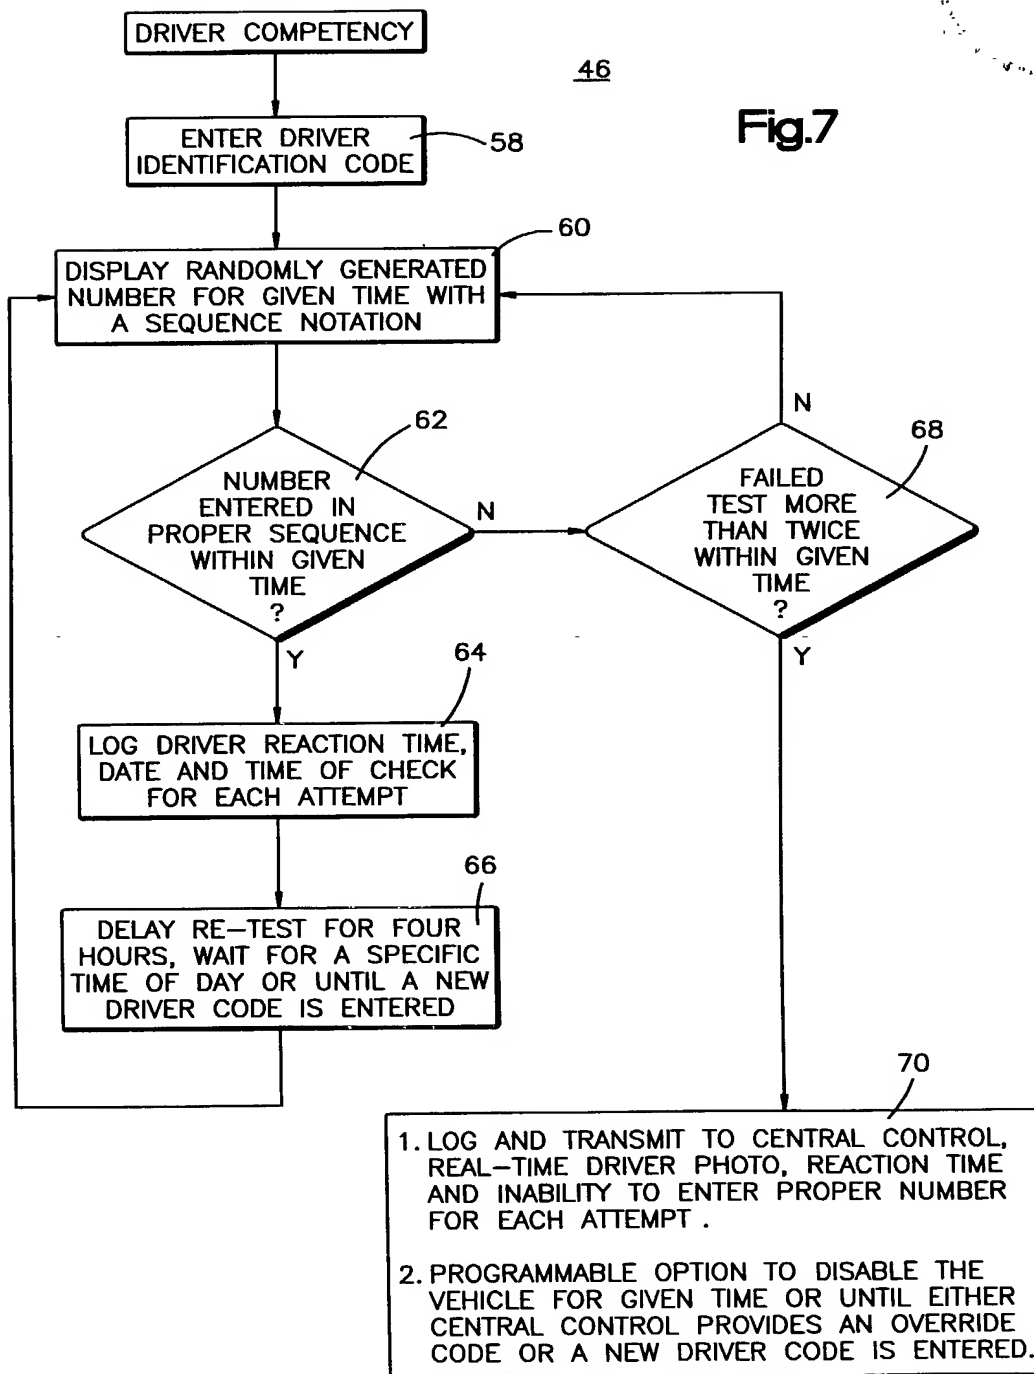 DRIVER COMPETENCY
46
Fig.7
ENTER DRIVER
IDENTIFICATION CODE
58
60
DISPLAY RANDOMLY GENERATED
NUMBER FOR GIVEN TIME WITH
A SEQUENCE NOTATION
N
62
68
NUMBER
ENTERED IN
PROPER SEQUENCE
WITHIN GIVEN
TIME
?
N
FAILED
TEST MORE
THAN TWICE
WITHIN GIVEN
TIME
?
Y
Y
64
LOG DRIVER REACTION TIME,
DATE AND TIME OF CHECK
FOR EACH ATTEMPT
66
DELAY RE-TEST FOR FOUR
HOURS, WAIT FOR A SPECIFIC
TIME OF DAY OR UNTIL A NEW
DRIVER CODE IS ENTERED
70
1. LOG AND TRANSMIT TO CENTRAL CONTROL,
REAL-TIME DRIVER PHOTO, REACTION TIME
AND INABILITY TO ENTER PROPER NUMBER
FOR EACH ATTEMPT .
2. PROGRAMMABLE OPTION TO DISABLE THE
VEHICLE FOR GIVEN TIME OR UNTIL EITHER
CENTRAL CONTROL PROVIDES AN OVERRIDE
CODE OR A NEW DRIVER CODE IS ENTERED.